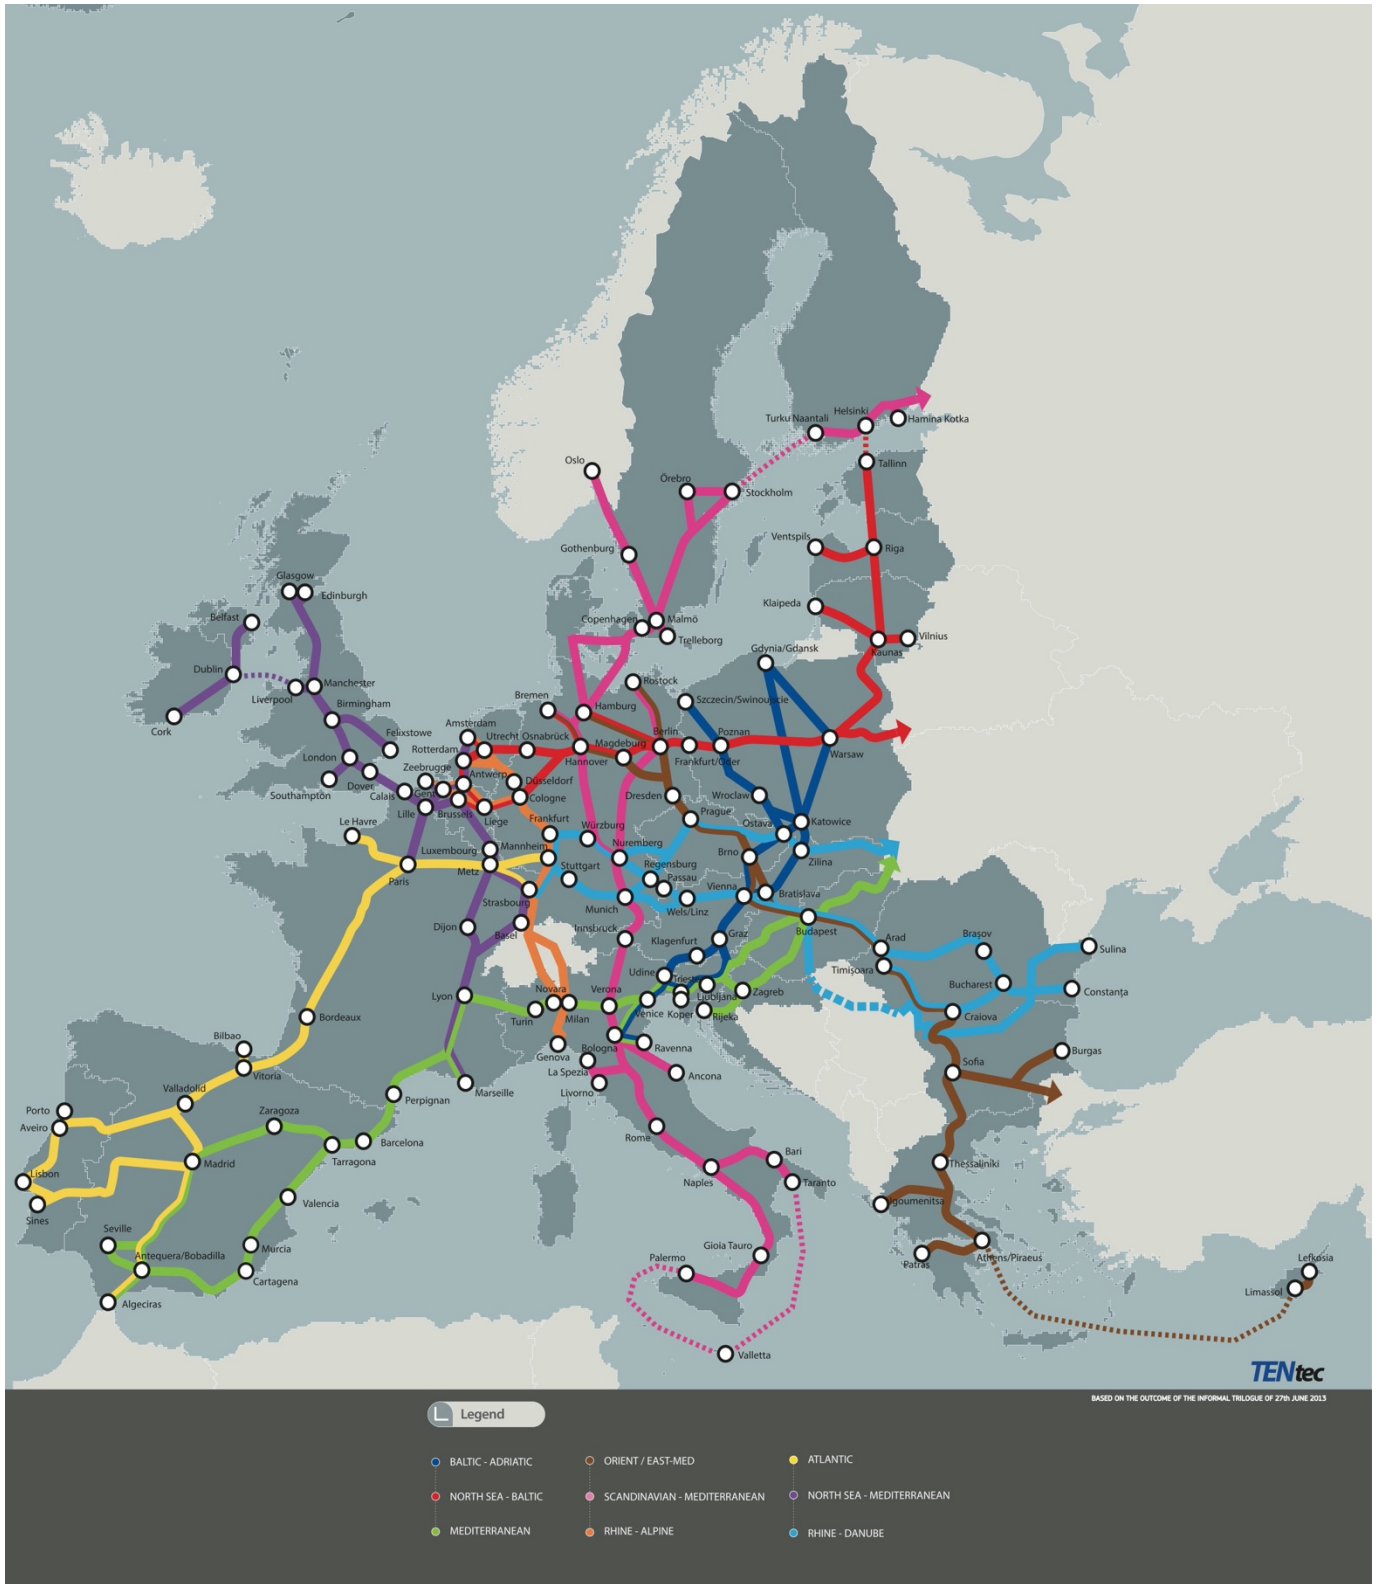 Helsinki
Turku Naantali
Hamina Kotka
Oslo
Tallinn
Örebro
Stockholm
Ventspils
Gothenburg
Riga
Glasgow
Edinburgh
Klaipeda
Belfast
Copenhagen
Malmö
Trelleborg
Vilnius
Kaunas
Gdynia/Gdansk
Dublin
Manchester
Liverpool
Rostock
Birmingham
Bremen
Szczecin/Swinoujscie
Hamburg
Cork
Felixstowe
Amsterdam
Utrecht
Osnabrück
Berlin
Poznan
Rotterdam
Magdeburg
London
Hannover
Frankfurt/Oder
Warsaw
Zeebrugge
Antwerp
Düsseldorf
Dover
Southampton
Calais
Gent
Cologne
Dresden
Wroclaw
Lille
Brussels
Liege
Prague
Le Havre
Frankfurt
Würzburg
Ostava
Katowice
Luxembourg
Mannheim
Nuremberg
Brno
Zilina
Paris
Metz
Stuttgart
Regensburg
Passau
Vienna
Bratislava
Strasbourg
Munich
Wels/Linz
Dijon
Basel
Innsbruck
Graz
Budapest
Klagenfurt
Arad
Braşov
Sulina
Timişoara
Udine
Trieste
Lyon
Novara
Verona
Ljubljana
Zagreb
Bucharest
Constanţa
Turin
Milan
Venice
Koper
Rijeka
Craiova
Bordeaux
Bilbao
Genova
Bologna
Ravenna
Burgas
Vitoria
La Spezia
Ancona
Sofia
Livorno
Marseille
Valladolid
Perpignan
Porto
Zaragoza
Aveiro
Rome
Barcelona
Madrid
Tarragona
Bari
Thessaliniki
Lisbon
Naples
Taranto
Sines
Valencia
Igoumenitsa
Seville
Murcia
Gioia Tauro
Antequera/Bobadilla
Palermo
Patras
Athens/Piraeus
Lefkosia
Cartagena
Limassol
Algeciras
Valletta
TENtec
BASED ON THE OUTCOME OF THE INFORMAL TRILOGUE OF 27th JUNE 2013
Legend
BALTIC - ADRIATIC
ORIENT / EAST-MED
ATLANTIC
NORTH SEA - BALTIC
SCANDINAVIAN - MEDITERRANEAN
NORTH SEA - MEDITERRANEAN
MEDITERRANEAN
RHINE - ALPINE
RHINE - DANUBE